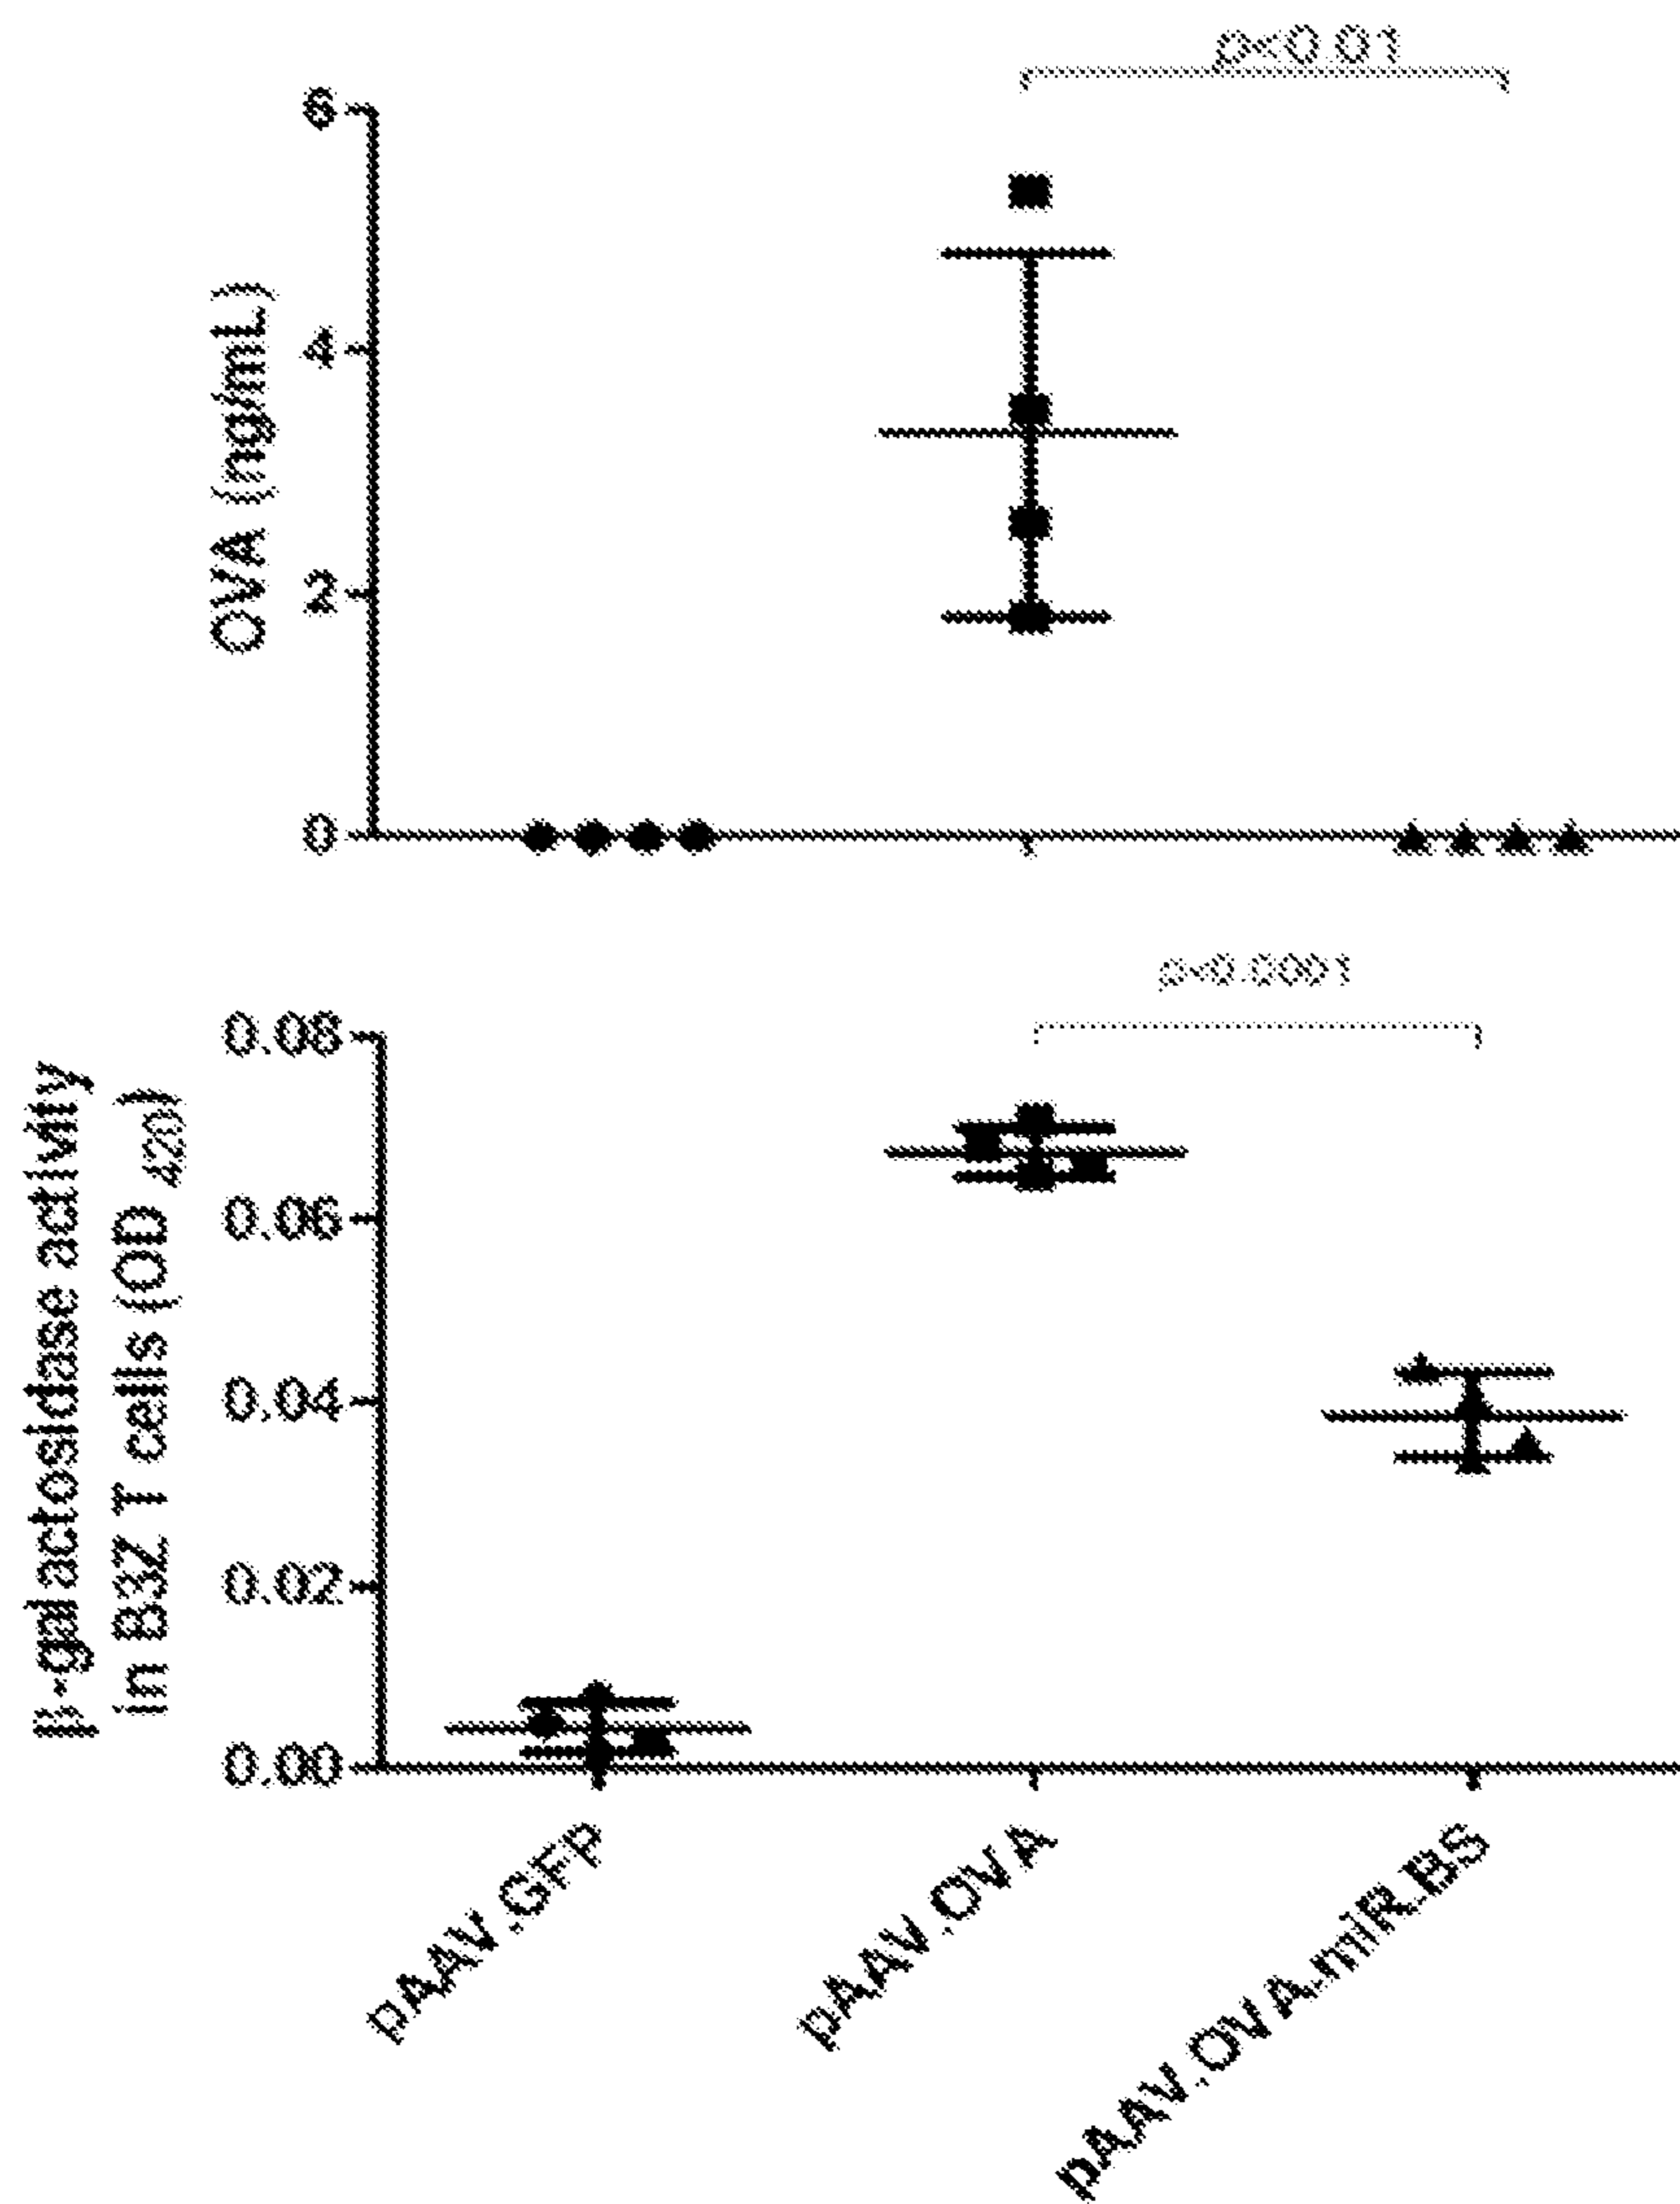 p<0.01
6
4
2
0
OVA (ng/mL)
p<0.0001
0.08
0.06
0.04
0.02
0.00
β-galactosidase activity
in B3Z T cells (OD 420)
pAAV.GFP
pAAV.OVA
pAAV.OVA.miR.BS